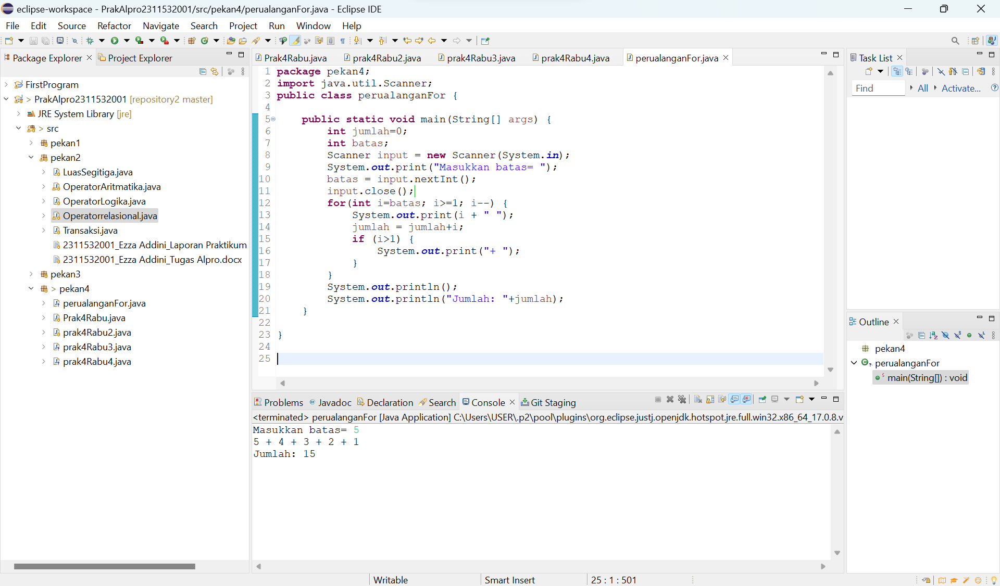 eclipse-workspace - PrakAlpro2311532001/src/pekan4/perualanganFor.java - Eclipse IDE
File Edit Source Refactor Navigate Search Project Run Window Help
Package Explorer
Project Explorer
FirstProgram
> PrakAlpro2311532001 [repository2 master]
JRE System Library [jre]
> src
pekan1
pekan2
LuasSegitiga.java
OperatorAritmatika.java
OperatorLogika.java
Operatorrelasional.java
Transaksi.java
2311532001_Ezza Addini_Laporan Praktikum
2311532001_Ezza Addini_Tugas Alpro.docx
pekan3
> pekan4
perualanganFor.java
Prak4Rabu.java
prak4Rabu2.java
prak4Rabu3.java
prak4Rabu4.java
Prak4Rabu.java prak4Rabu2.java prak4Rabu3.java prak4Rabu4.java perualanganFor.java
1 package pekan4;
2 import java.util.Scanner;
3 public class perualanganFor {
4
5 public static void main(String[] args) {
6 int jumlah=0;
7 int batas;
8 Scanner input = new Scanner(System.in);
9 System.out.print("Masukkan batas= ");
10 batas = input.nextInt();
11 input.close();
12 for(int i=batas; i>=1; i--) {
13 System.out.print(i + " ");
14 jumlah = jumlah+i;
15 if (i>1) {
16 System.out.print("+ ");
17 }
18 }
19 System.out.println();
20 System.out.println("Jumlah: "+jumlah);
21 }
22
23 }
24
25
Problems Javadoc Declaration Search Console Git Staging
<terminated> perualanganFor [Java Application] C:\Users\USER\.p2\pool\plugins\org.eclipse.justj.openjdk.hotspot.jre.full.win32.x86_64_17.0.8.v
Masukkan batas= 5
5 + 4 + 3 + 2 + 1
Jumlah: 15
Task List
Find All Activate...
Outline
pekan4
perualanganFor
main(String[]) : void
Writable Smart Insert 25 : 1 : 501